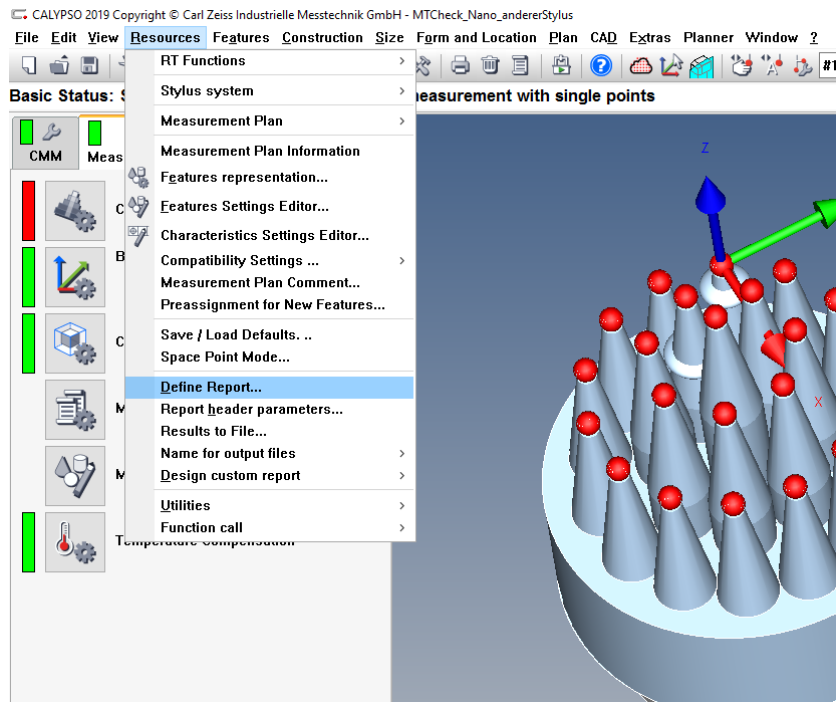 CALYPSO 2019 Copyright © Carl Zeiss Industrielle Messtechnik GmbH - MTCheck_Nano_andererStylus
File Edit View Resources Features Construction Size Form and Location Plan CAD Extras Planner Window ?
#1
Basic Status:
measurement with single points
CMM
Meas
RT Functions
Stylus system
Measurement Plan
Measurement Plan Information
Features representation...
Features Settings Editor...
Characteristics Settings Editor...
Compatibility Settings ...
Measurement Plan Comment...
Preassignment for New Features...
Save / Load Defaults. ..
Space Point Mode...
Define Report...
Report header parameters...
Results to File...
Name for output files
Design custom report
Utilities
Function call
C
B
C
M
M
Temperature Compensation
Z
X